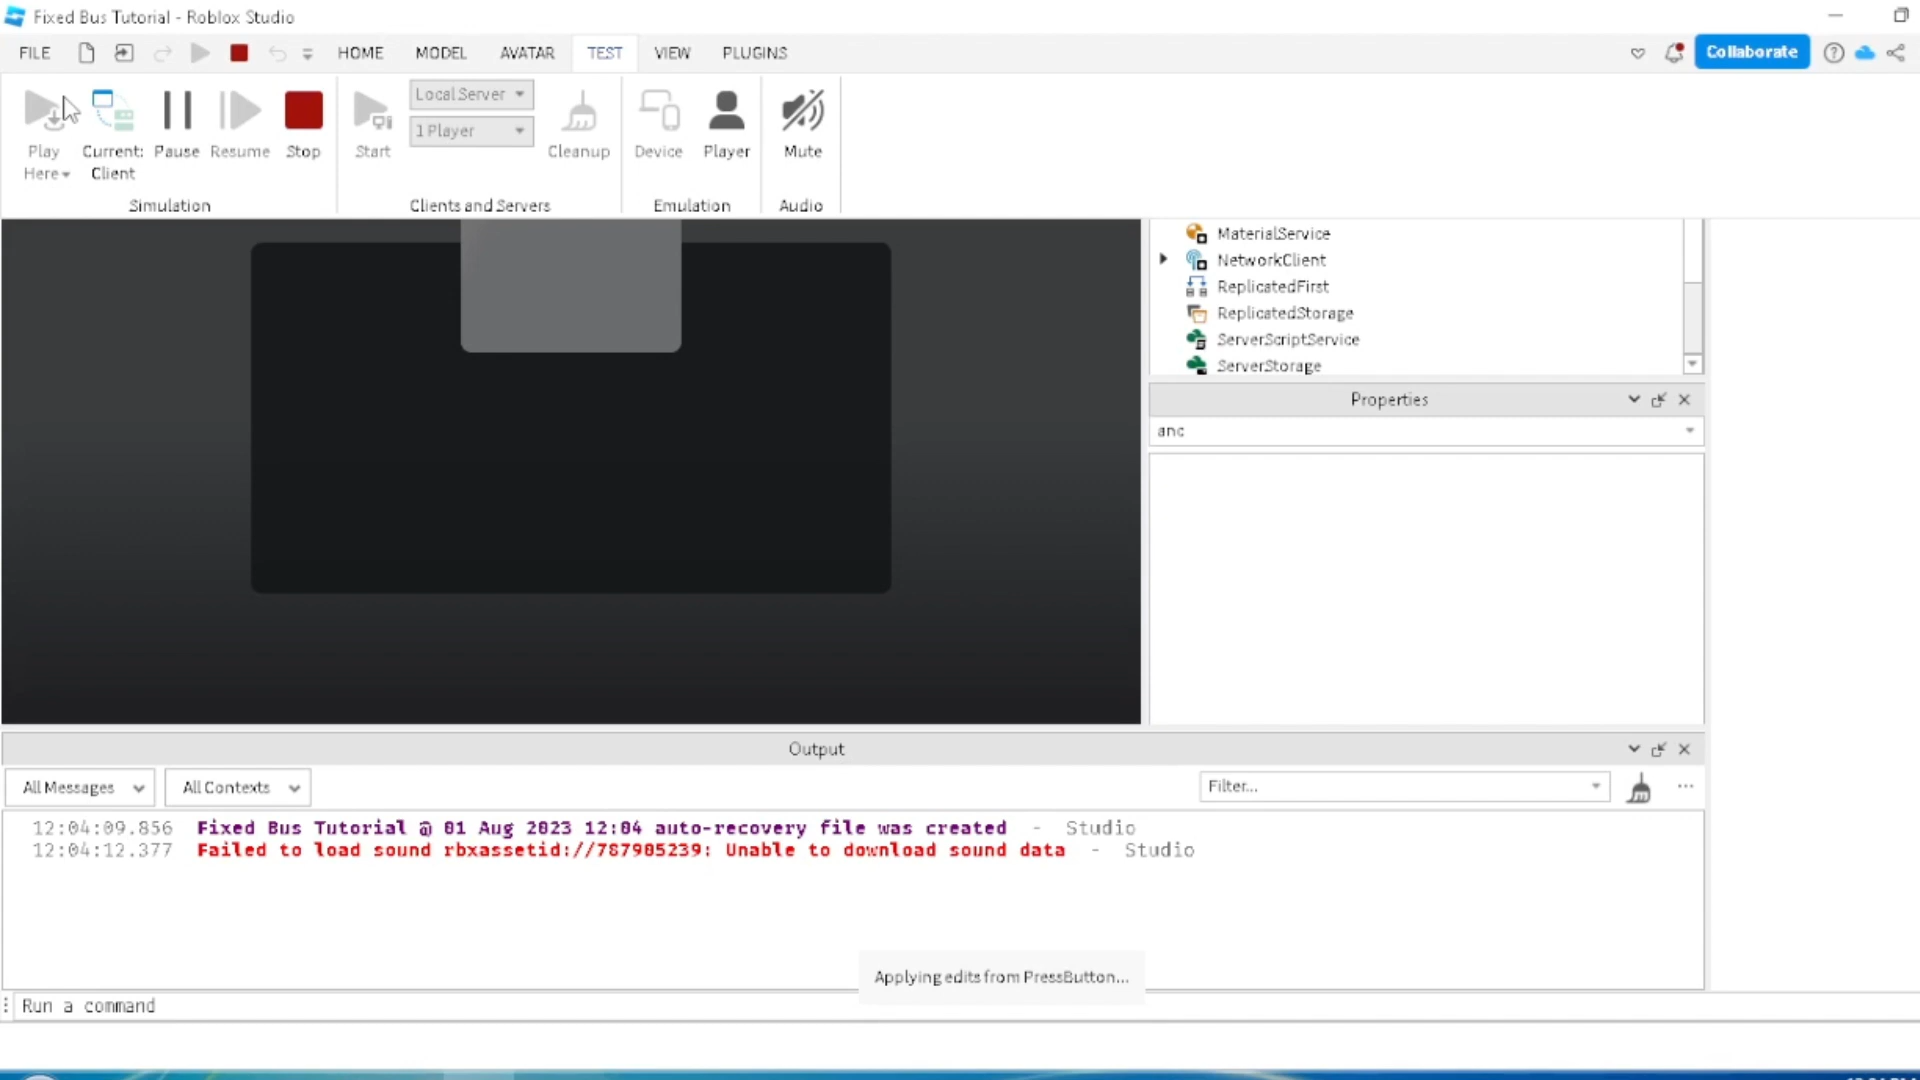 Fixed Bus Tutorial - Roblox Studio
FILE HOME MODEL AVATAR TEST VIEW PLUGINS Collaborate
Play Here
Current: Client
Pause
Resume
Stop
Simulation
Start
Local Server
1 Player
Cleanup
Clients and Servers
Device
Player
Emulation
Mute
Audio
MaterialService
NetworkClient
ReplicatedFirst
ReplicatedStorage
ServerScriptService
ServerStorage
Properties
anc
Output
All Messages
All Contexts
Filter...
12:04:09.856 Fixed Bus Tutorial @ 01 Aug 2023 12:04 auto-recovery file was created - Studio
12:04:12.377 Failed to load sound rbxassetid://787905239: Unable to download sound data - Studio
Applying edits from PressButton...
Run a command